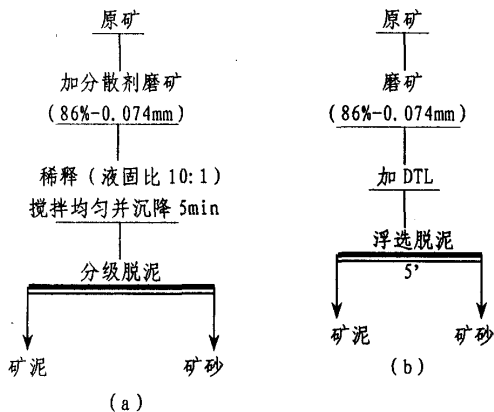 原矿
加分散剂磨矿
(86%-0.074mm)
稀释(液固比10:1)
搅拌均匀并沉降5min
分级脱泥
矿泥
矿砂
(a)
原矿
磨矿
(86%-0.074mm)
加DTL
浮选脱泥
5'
矿泥
矿砂
(b)